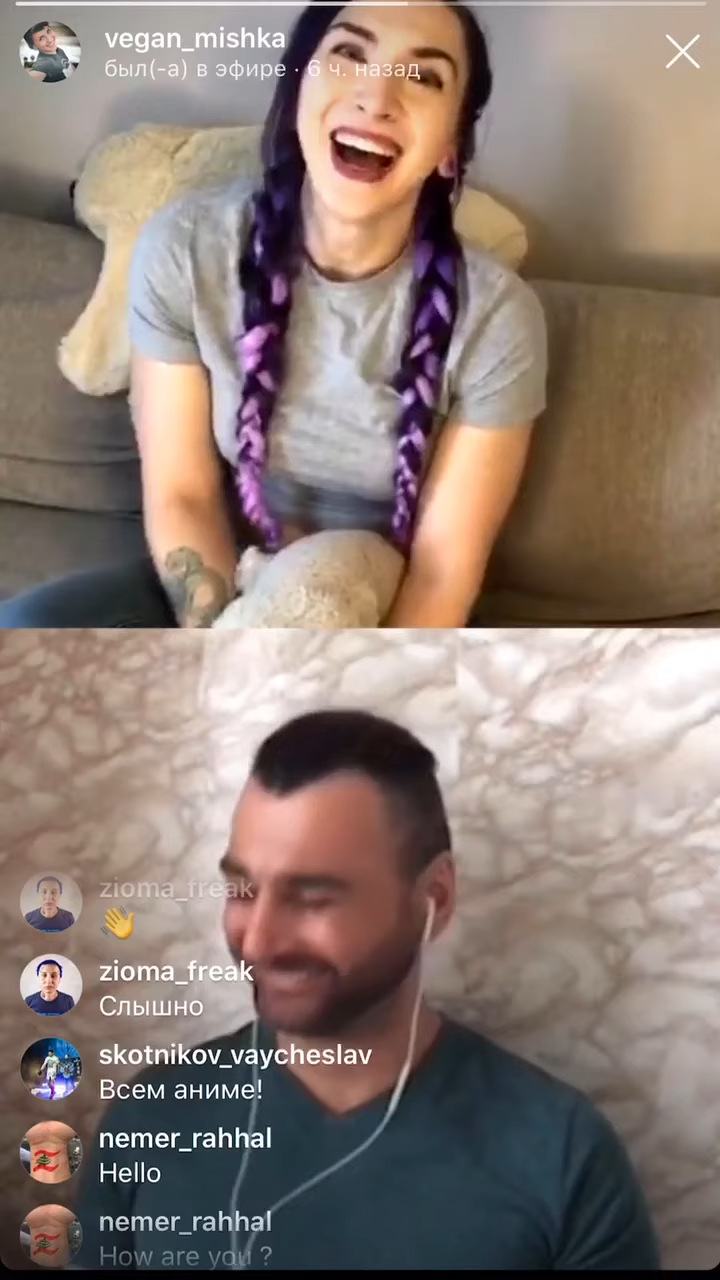 vegan_mishka
был(-а) в эфире · 6 ч. назад
zioma_freak
👋
zioma_freak
Слышно
skotnikov_vaycheslav
Всем аниме!
nemer_rahhal
Hello
nemer_rahhal
How are you ?